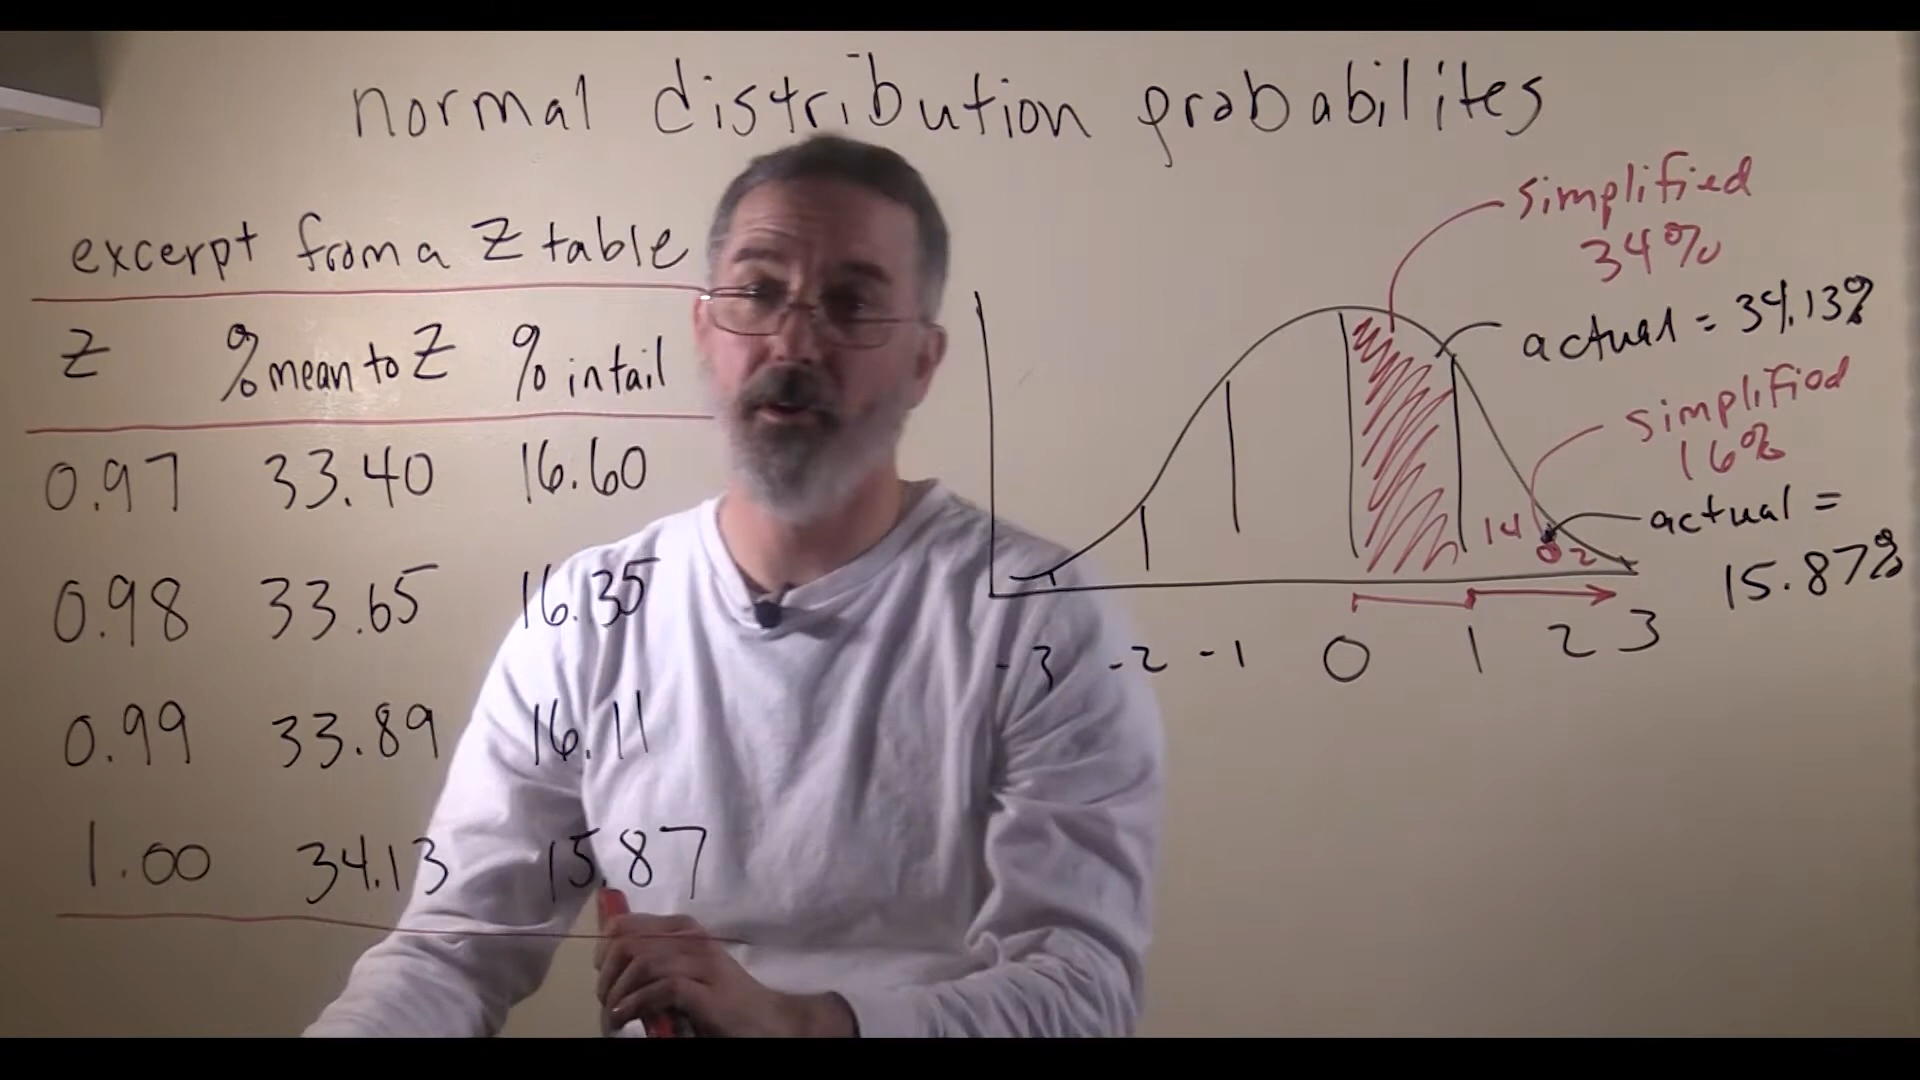 normal distribution probabilites
excerpt from a Z table
Z % mean to Z % in tail
0.97 33.40 16.60
0.98 33.65 16.35
0.99 33.89 16.11
1.00 34.13 15.87
simplified
34%
actual = 34.13%
simplified
16%
actual =
15.87%
14 02
-3 -2 -1 0 1 2 3